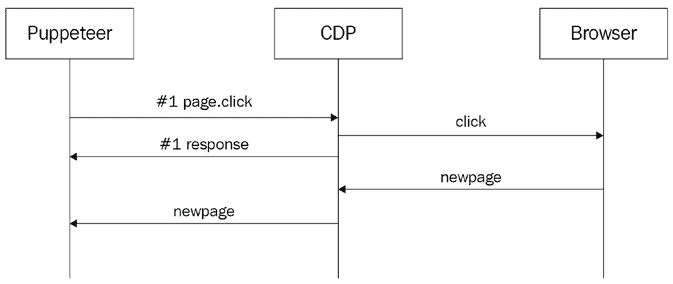 Puppeteer
CDP
Browser
#1 page.click
click
#1 response
newpage
newpage